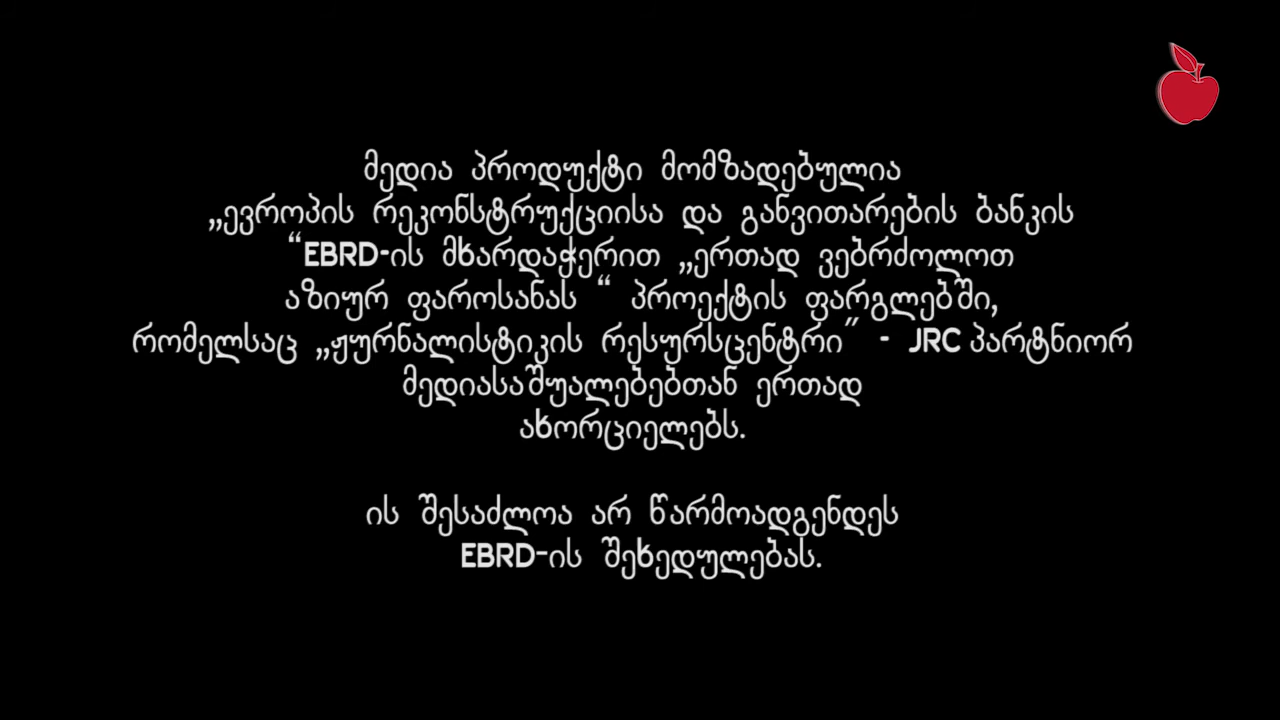 მედია პროდუქტი მომზადებულია
„ევროპის რეკონსტრუქციისა და განვითარების ბანკის
“EBRD-ის მხარდაჭერით „ერთად ვებრძოლოთ
აზიურ ფაროსანას “ პროექტის ფარგლებში,
რომელსაც „ჟურნალისტიკის რესურსცენტრი” - JRC პარტნიორ
მედიასაშუალებებთან ერთად
ახორციელებს.
ის შესაძლოა არ წარმოადგენდეს
EBRD-ის შეხედულებას.